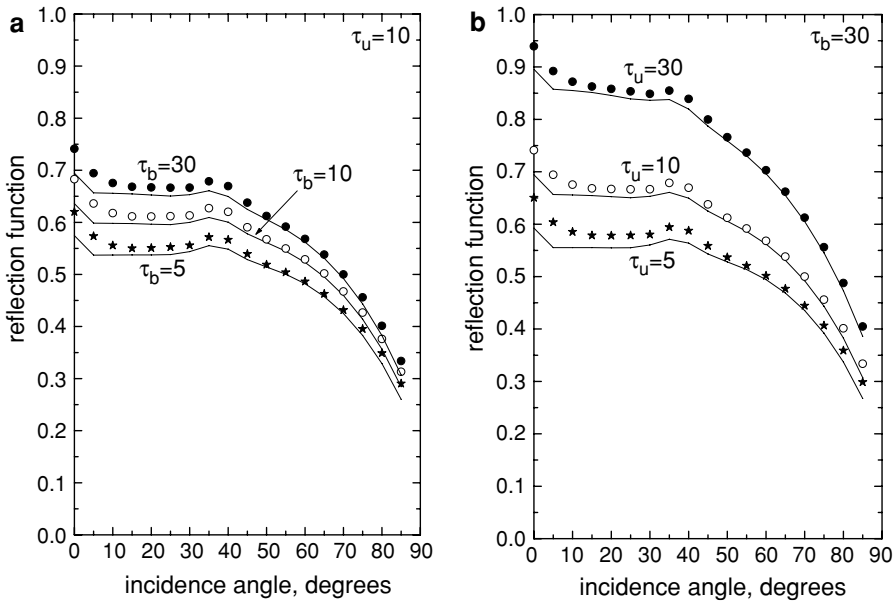 a
τu=10
1.0
0.9
0.8
0.7
0.6
0.5
0.4
0.3
0.2
0.1
0.0
reflection function
τb=30
τb=10
τb=5
0 10 20 30 40 50 60 70 80 90
incidence angle, degrees
b
τb=30
1.0
0.9
0.8
0.7
0.6
0.5
0.4
0.3
0.2
0.1
0.0
reflection function
τu=30
τu=10
τu=5
0 10 20 30 40 50 60 70 80 90
incidence angle, degrees